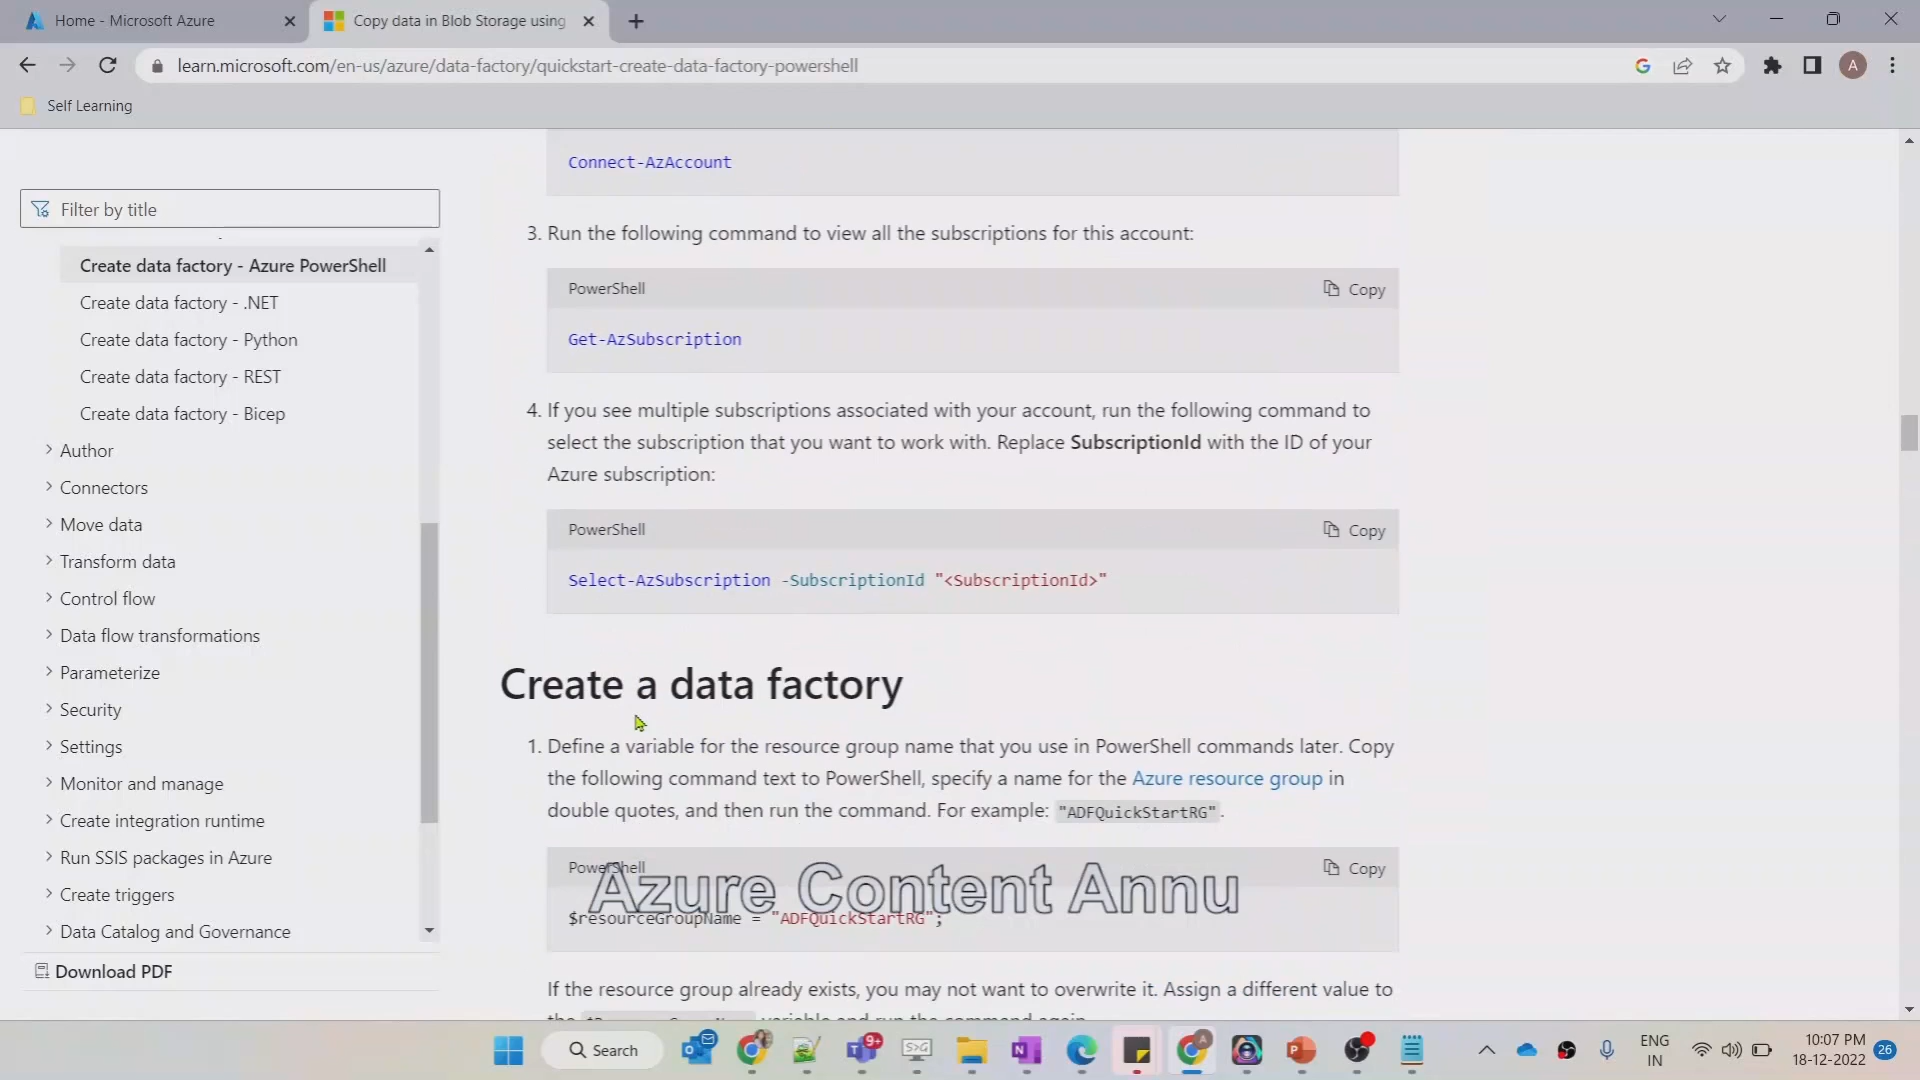 Home - Microsoft Azure
Copy data in Blob Storage using
learn.microsoft.com/en-us/azure/data-factory/quickstart-create-data-factory-powershell
A
Self Learning
Filter by title
Create data factory - Azure PowerShell
Create data factory - .NET
Create data factory - Python
Create data factory - REST
Create data factory - Bicep
Author
Connectors
Move data
Transform data
Control flow
Data flow transformations
Parameterize
Security
Settings
Monitor and manage
Create integration runtime
Run SSIS packages in Azure
Create triggers
Data Catalog and Governance
Download PDF
Connect-AzAccount
3. Run the following command to view all the subscriptions for this account:
PowerShell
Copy
Get-AzSubscription
4. If you see multiple subscriptions associated with your account, run the following command to
select the subscription that you want to work with. Replace SubscriptionId with the ID of your
Azure subscription:
PowerShell
Copy
Select-AzSubscription -SubscriptionId "<SubscriptionId>"
Create a data factory
1. Define a variable for the resource group name that you use in PowerShell commands later. Copy
the following command text to PowerShell, specify a name for the Azure resource group in
double quotes, and then run the command. For example: "ADFQuickStartRG".
PowerShell
Copy
Azure Content Annu
$resourceGroupName = "ADFQuickStartRG";
If the resource group already exists, you may not want to overwrite it. Assign a different value to
Search
9+
ENG
IN
10:07 PM
18-12-2022
26